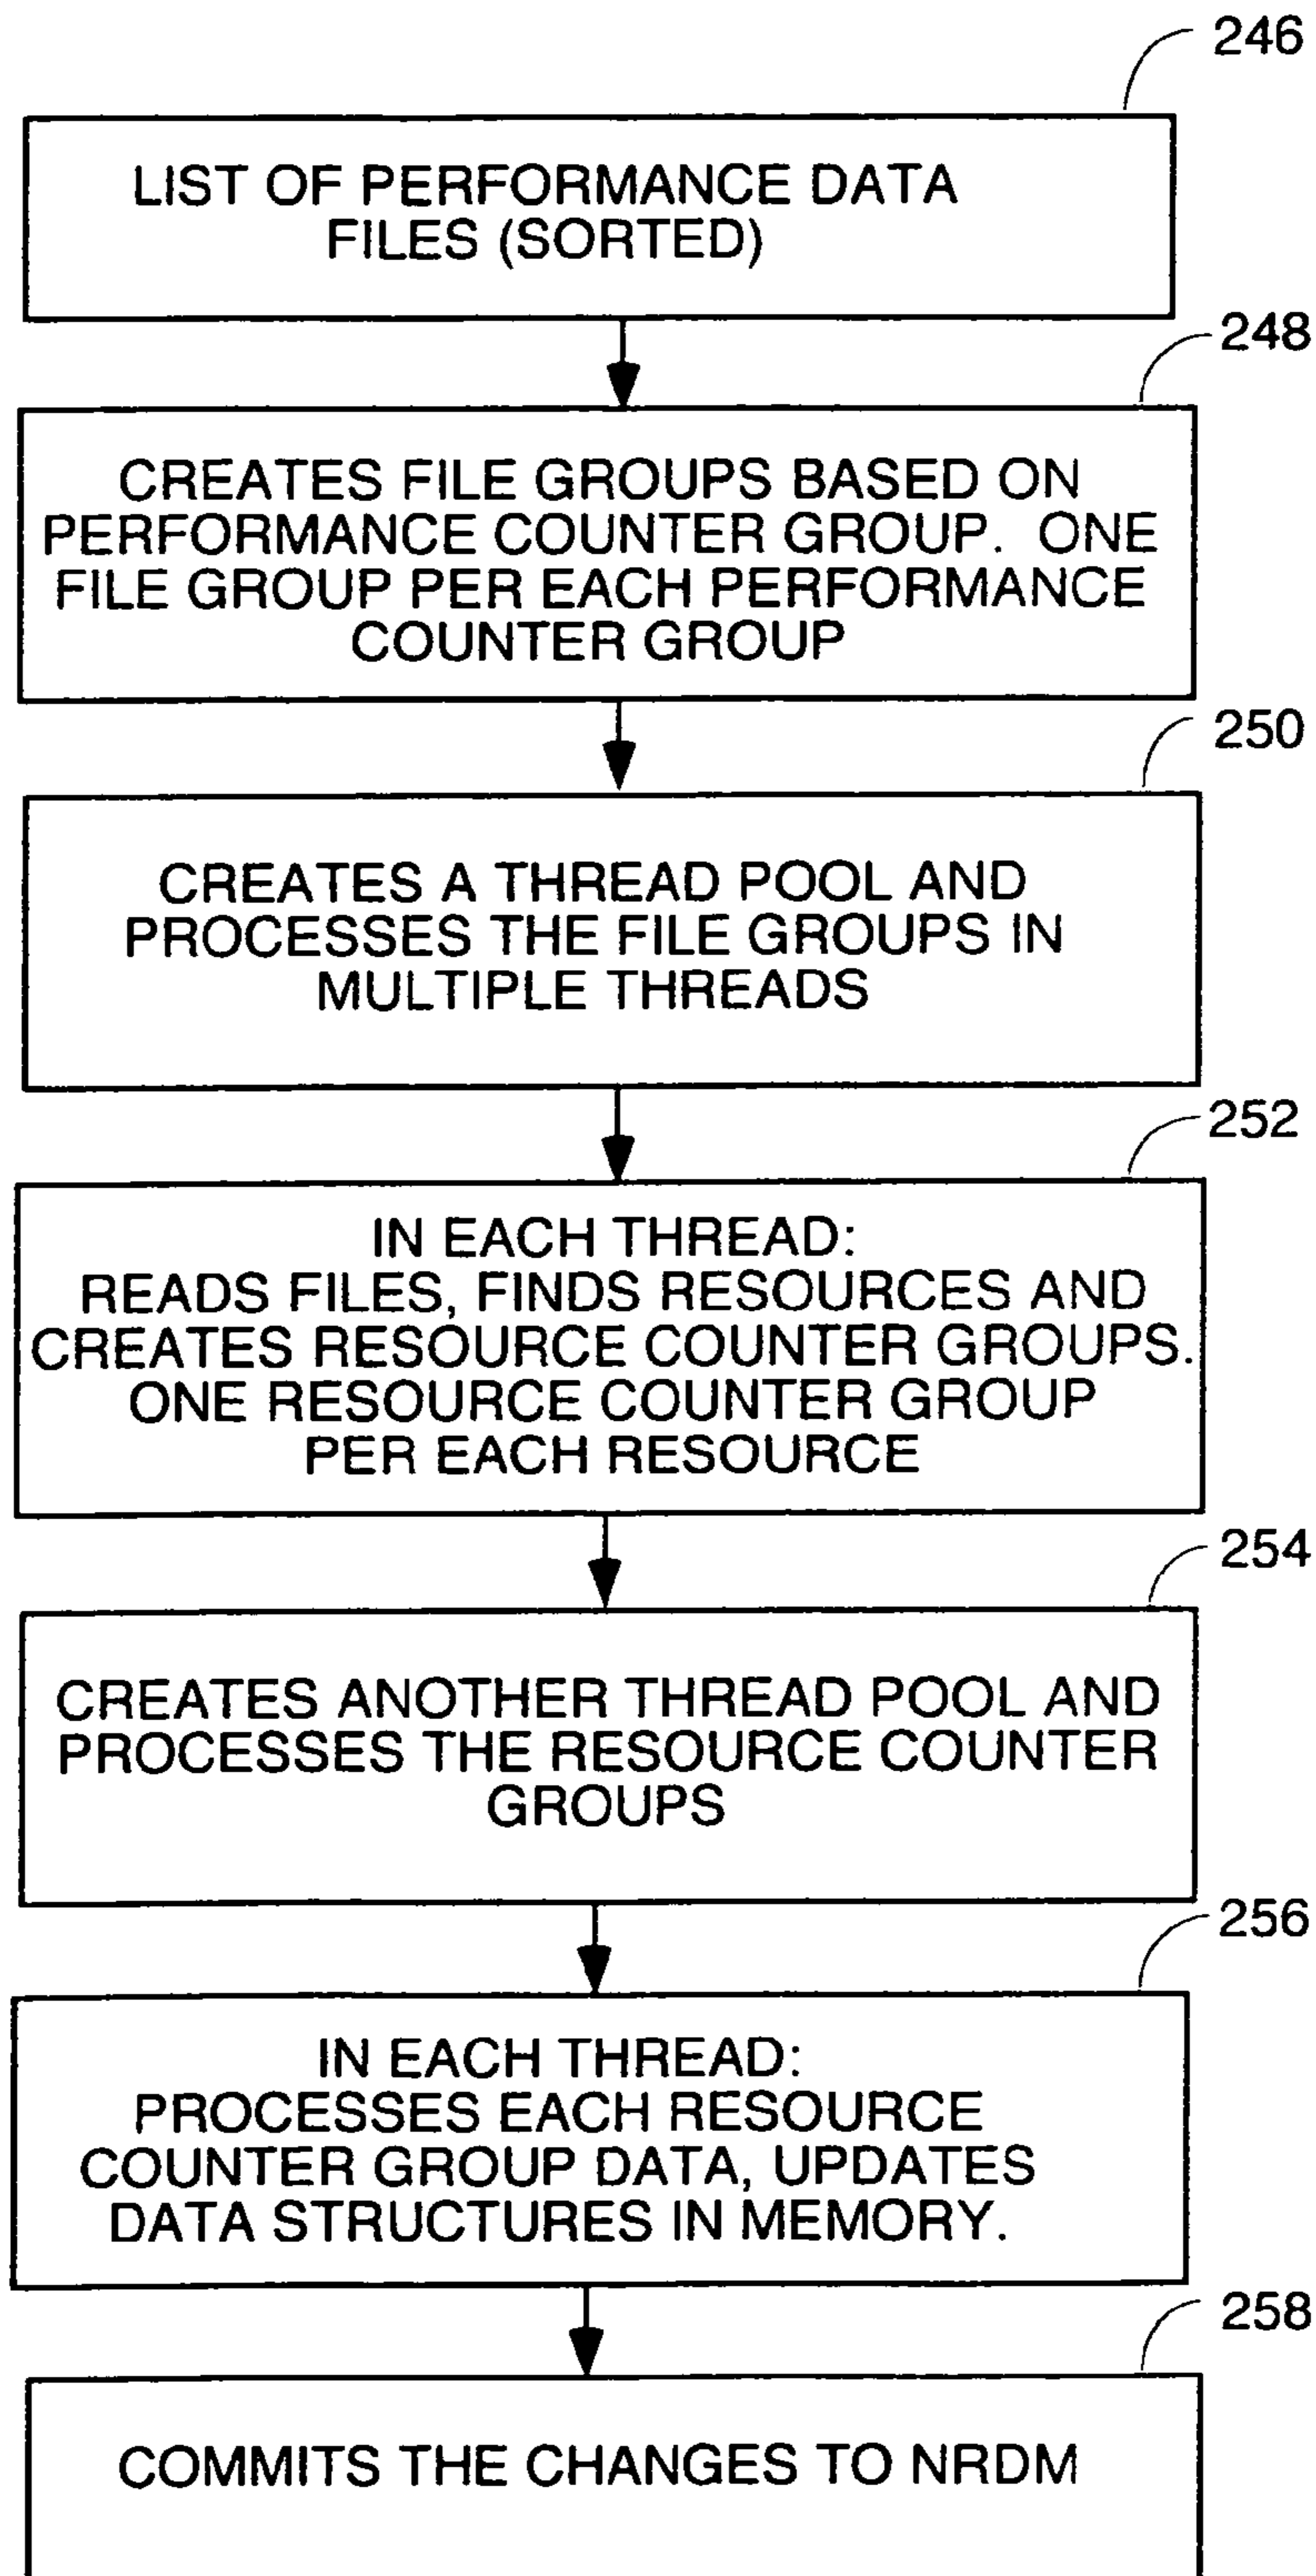 246
LIST OF PERFORMANCE DATA
FILES (SORTED)
248
CREATES FILE GROUPS BASED ON
PERFORMANCE COUNTER GROUP. ONE
FILE GROUP PER EACH PERFORMANCE
COUNTER GROUP
250
CREATES A THREAD POOL AND
PROCESSES THE FILE GROUPS IN
MULTIPLE THREADS
252
IN EACH THREAD:
READS FILES, FINDS RESOURCES AND
CREATES RESOURCE COUNTER GROUPS.
ONE RESOURCE COUNTER GROUP
PER EACH RESOURCE
254
CREATES ANOTHER THREAD POOL AND
PROCESSES THE RESOURCE COUNTER
GROUPS
256
IN EACH THREAD:
PROCESSES EACH RESOURCE
COUNTER GROUP DATA, UPDATES
DATA STRUCTURES IN MEMORY.
258
COMMITS THE CHANGES TO NRDM